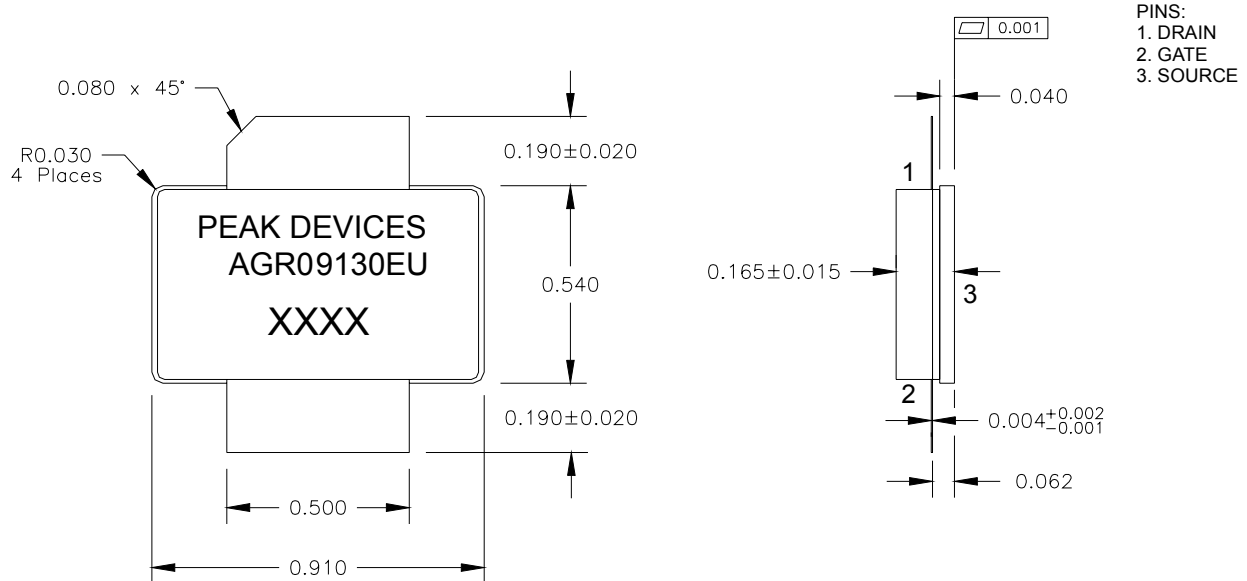 PINS:
1. DRAIN
2. GATE
3. SOURCE
0.001
0.040
0.080 x 45°
R0.030
4 Places
0.190±0.020
PEAK DEVICES
AGR09130EU
XXXX
0.540
0.190±0.020
0.500
0.910
1
0.165±0.015
3
2
0.004+0.002
-0.001
0.062